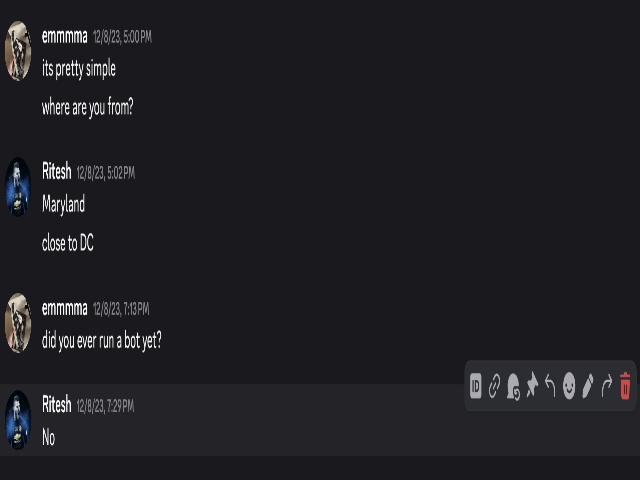 emmmma 12/8/23, 5:00 PM
its pretty simple
where are you from?
Ritesh 12/8/23, 5:02 PM
Maryland
close to DC
emmmma 12/8/23, 7:13 PM
did you ever run a bot yet?
ID
Ritesh 12/8/23, 7:29 PM
No